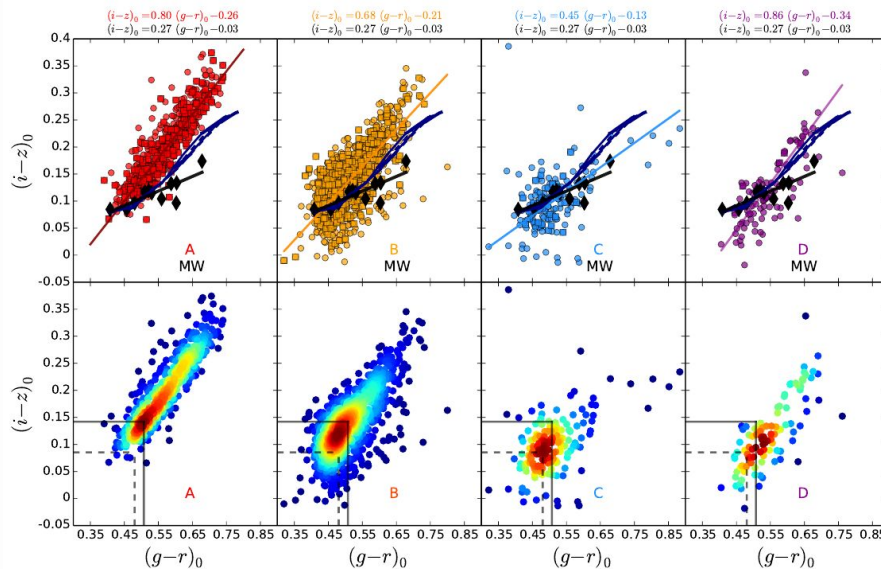 (i−z)₀ =0.80 (g−r)₀ −0.26
(i−z)₀ =0.27 (g−r)₀ −0.03
(i−z)₀ =0.68 (g−r)₀ −0.21
(i−z)₀ =0.27 (g−r)₀ −0.03
(i−z)₀ =0.45 (g−r)₀ −0.13
(i−z)₀ =0.27 (g−r)₀ −0.03
(i−z)₀ =0.86 (g−r)₀ −0.34
(i−z)₀ =0.27 (g−r)₀ −0.03
(i−z)₀
0.4
0.35
0.3
0.25
0.2
0.15
0.1
0.05
0
-0.05
A
MW
B
MW
C
MW
D
MW
(i−z)₀
0.35
0.3
0.25
0.2
0.15
0.1
0.05
0
-0.05
A
B
C
D
0.35 0.45 0.55 0.65 0.75 0.85
0.35 0.45 0.55 0.65 0.75 0.85
0.35 0.45 0.55 0.65 0.75 0.85
0.35 0.45 0.55 0.65 0.75 0.85
(g−r)₀
(g−r)₀
(g−r)₀
(g−r)₀